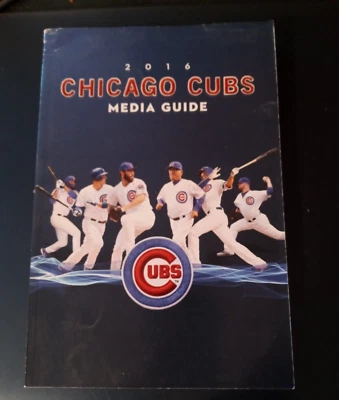 2016
CHICAGO CUBS
MEDIA GUIDE
CUBS